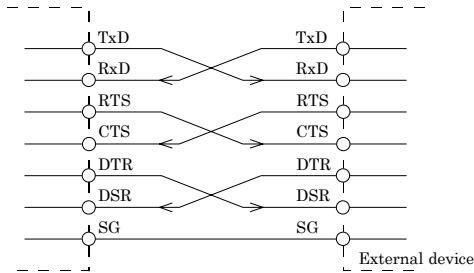 TxD TxD
RxD RxD
RTS RTS
CTS CTS
DTR DTR
DSR DSR
SG SG
External device